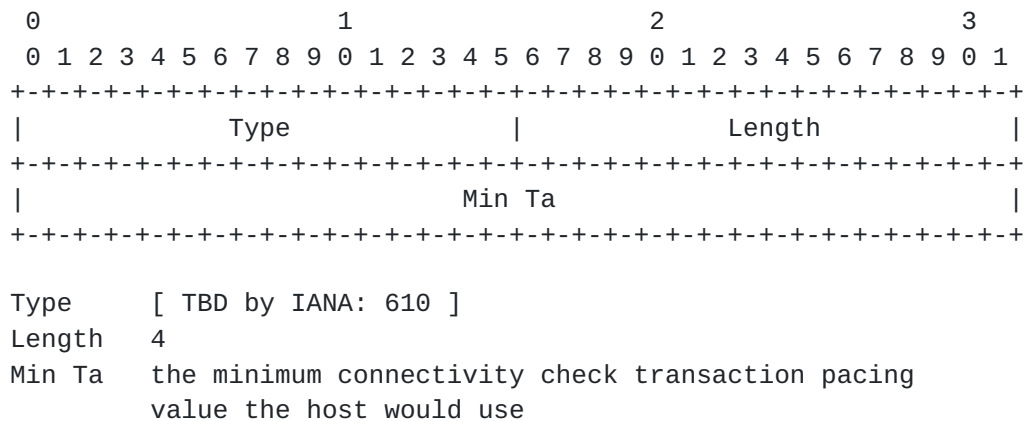 0                   1                   2                   3
 0 1 2 3 4 5 6 7 8 9 0 1 2 3 4 5 6 7 8 9 0 1 2 3 4 5 6 7 8 9 0 1
+-+-+-+-+-+-+-+-+-+-+-+-+-+-+-+-+-+-+-+-+-+-+-+-+-+-+-+-+-+-+-+-+
|             Type              |             Length            |
+-+-+-+-+-+-+-+-+-+-+-+-+-+-+-+-+-+-+-+-+-+-+-+-+-+-+-+-+-+-+-+-+
|                            Min Ta                             |
+-+-+-+-+-+-+-+-+-+-+-+-+-+-+-+-+-+-+-+-+-+-+-+-+-+-+-+-+-+-+-+-+

Type     [ TBD by IANA: 610 ]
Length   4
Min Ta   the minimum connectivity check transaction pacing
         value the host would use